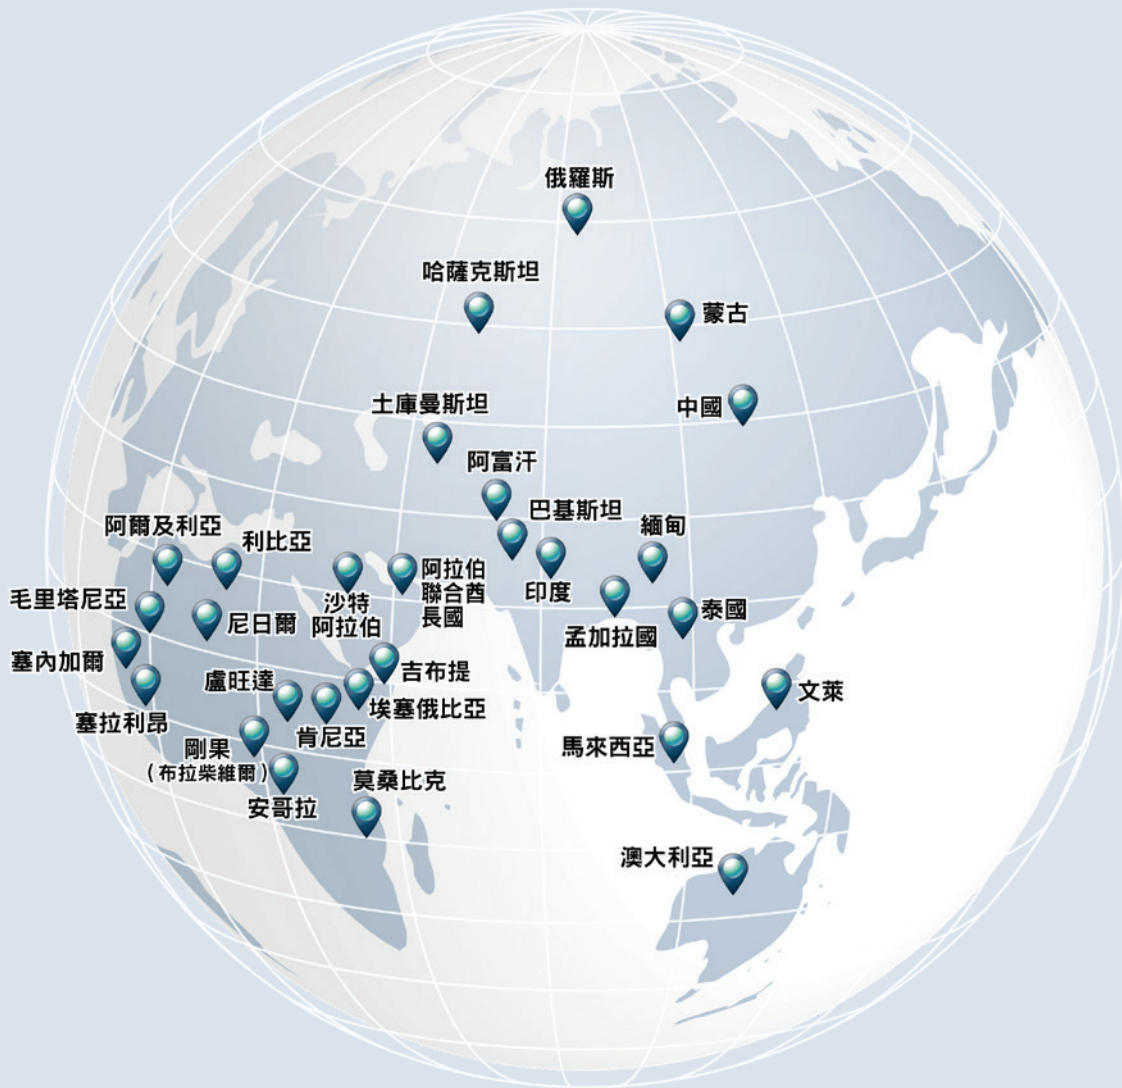 俄羅斯
哈薩克斯坦
蒙古
土庫曼斯坦
中國
阿富汗
巴基斯坦
緬甸
阿爾及利亞
利比亞
阿拉伯
聯合酋
長國
印度
毛里塔尼亞
尼日爾
沙特
阿拉伯
孟加拉國
泰國
塞內加爾
盧旺達
吉布提
埃塞俄比亞
文萊
塞拉利昂
肯尼亞
剛果
（布拉柴維爾）
馬來西亞
安哥拉
莫桑比克
澳大利亞